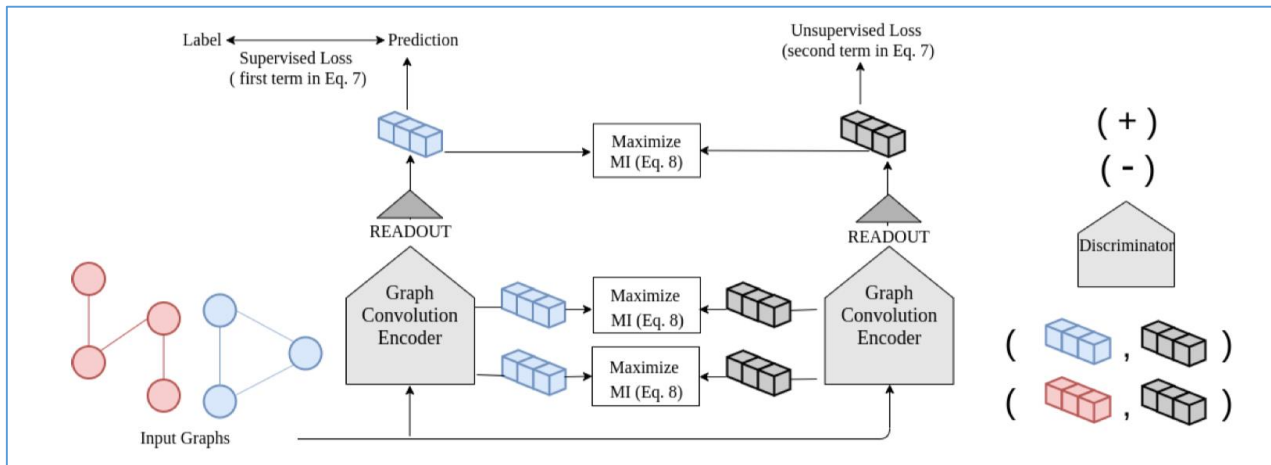 Label
Prediction
Supervised Loss
( first term in Eq. 7)
Unsupervised Loss
(second term in Eq. 7)
Maximize
MI (Eq. 8)
( + )
( - )
READOUT
READOUT
Discriminator
Graph
Convolution
Encoder
Maximize
MI (Eq. 8)
Graph
Convolution
Encoder
Maximize
MI (Eq. 8)
( , )
( , )
Input Graphs